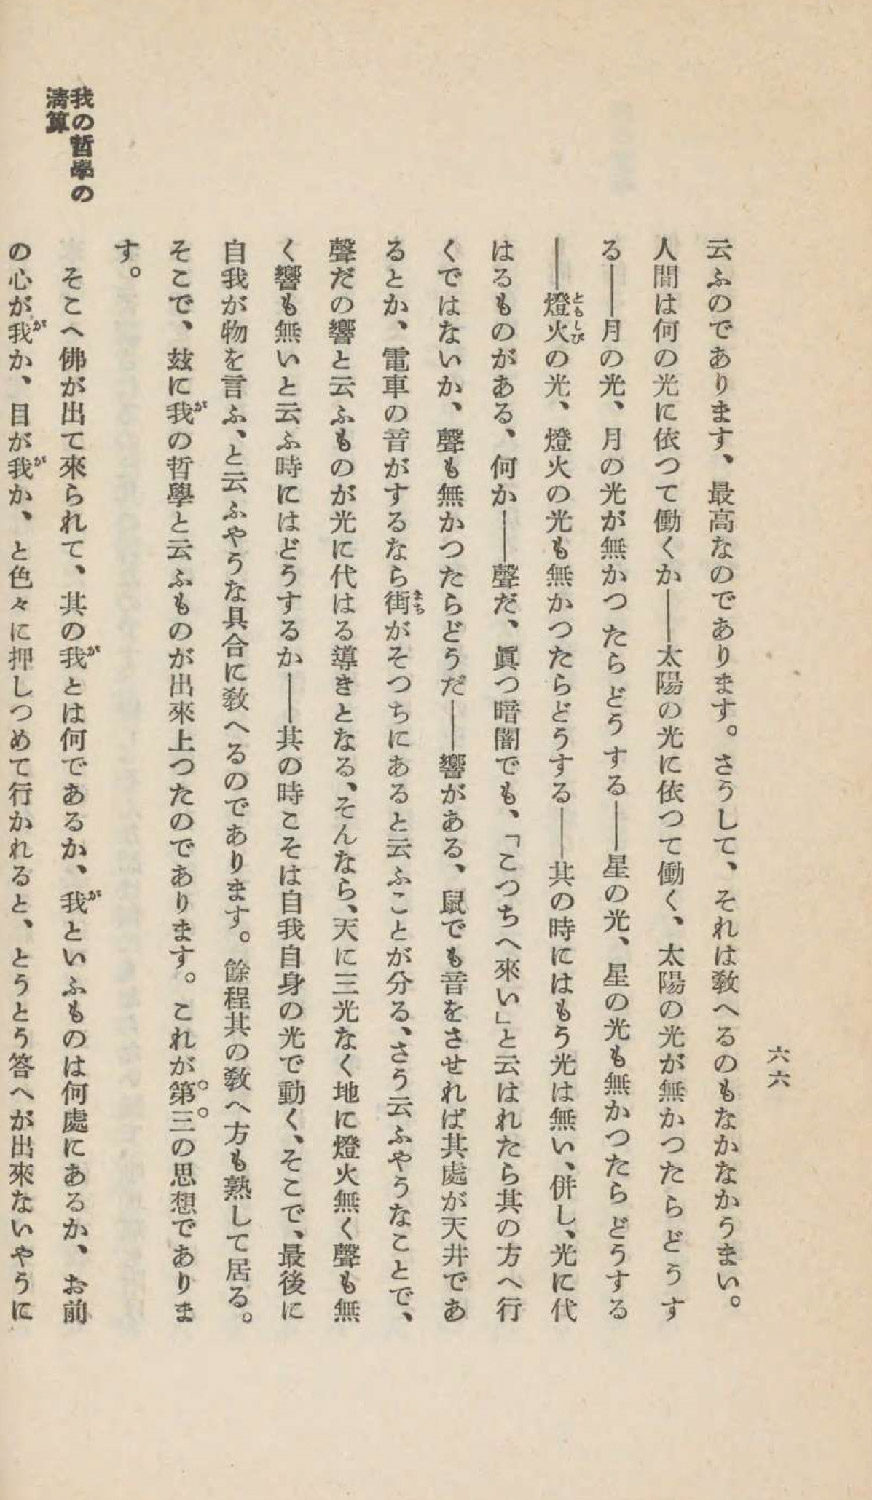 六六
云ふのであります、最高なのであります。さうして、それは敎へるのもなかなかうまい。
人間は何の光に依つて働くか――太陽の光に依つて働く、太陽の光が無かつたらどうす
る――月の光、月の光が無かつたらどうする――星の光、星の光も無かつたらどうする
――燈火の光、燈火の光も無かつたらどうする――其の時にはもう光は無い、併し、光に代
ともしび
はるものがある、何か――聲だ、眞つ暗闇でも、「こつちへ來い」と云はれたら其の方へ行
くではないか、聲も無かつたらどうだ――響がある、鼠でも音をさせれば其處が天井であ
るとか、電車の音がするなら街がそつちにあると云ふことが分る、さう云ふやうなことで、
まち
聲だの響と云ふものが光に代はる導きとなる、そんなら、天に三光なく地に燈火無く聲も無
く響も無いと云ふ時にはどうするか――其の時こそは自我自身の光で動く、そこで、最後に
自我が物を言ふ、と云ふやうな具合に敎へるのであります。餘程其の敎へ方も熟して居る。
そこで、玆に我の哲學と云ふものが出來上つたのであります。これが第三の思想でありま
が
す。
我の哲學の
淸算
そこへ佛が出て來られて、其の我とは何であるか、我といふものは何處にあるか、お前
が
が
の心が我か、目が我か、と色々に押しつめて行かれると、とうとう答へが出來ないやうに
が
が